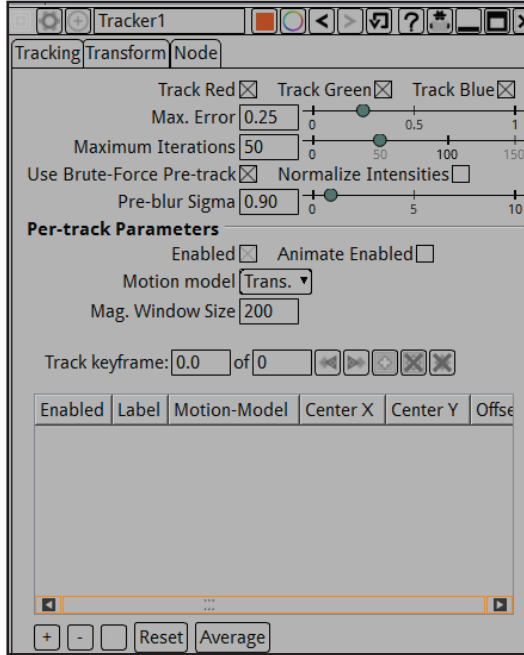 Tracker1
Tracking Transform Node
Track Red Track Green Track Blue
Max. Error 0.25 0 0.5 1
Maximum Iterations 50 0 50 100 150
Use Brute-Force Pre-track Normalize Intensities
Pre-blur Sigma 0.90 0 5 10
Per-track Parameters
Enabled Animate Enabled
Motion model Trans.
Mag. Window Size 200
Track keyframe: 0.0 of 0
Enabled Label Motion-Model Center X Center Y Offse
+ - Reset Average